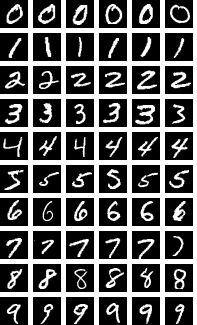 0 0 0 0 0 0
1 1 1 1 1 1
2 2 2 2 2 2
3 3 3 3 3 3
4 4 4 4 4 4
5 5 5 5 5 5
6 6 6 6 6 6
7 7 7 7 7 7
8 8 8 8 8 8
9 9 9 9 9 9